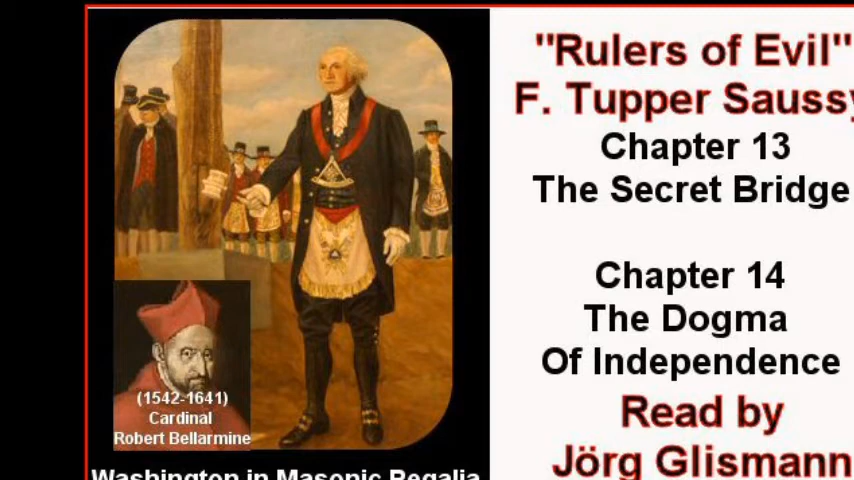 "Rulers of Evil"
F. Tupper Saussy
Chapter 13
The Secret Bridge
Chapter 14
The Dogma
Of Independence
Read by
Jörg Glismann
(1542-1641)
Cardinal
Robert Bellarmine
Washington in Masonic Regalia